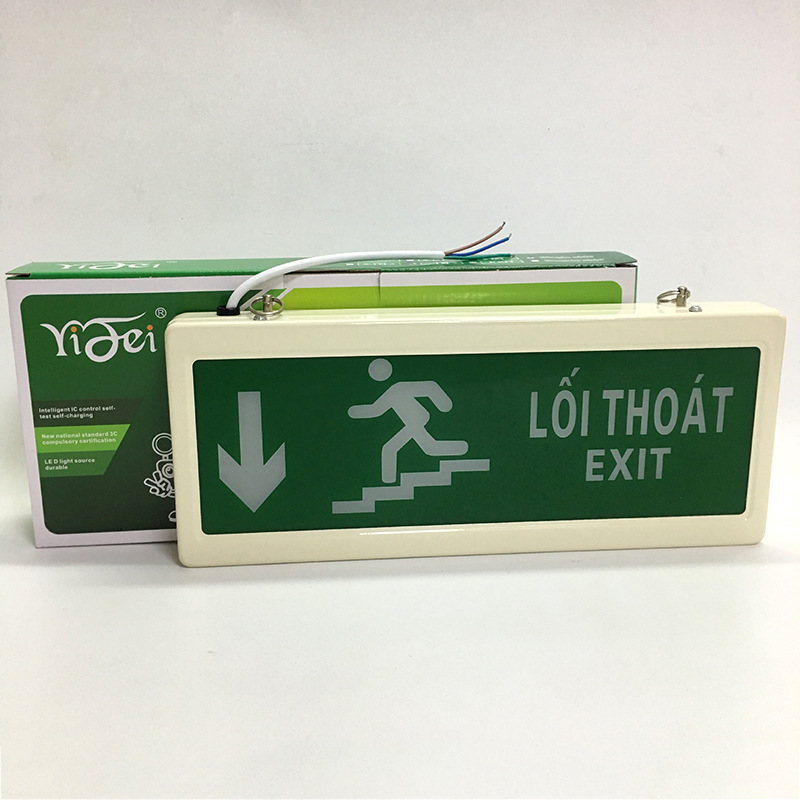 YiFei®
Intelligent IC control self-
test self-charging
New national standard 3C
compulsory certification
LED light source
durable
LỐI THOÁT
EXIT